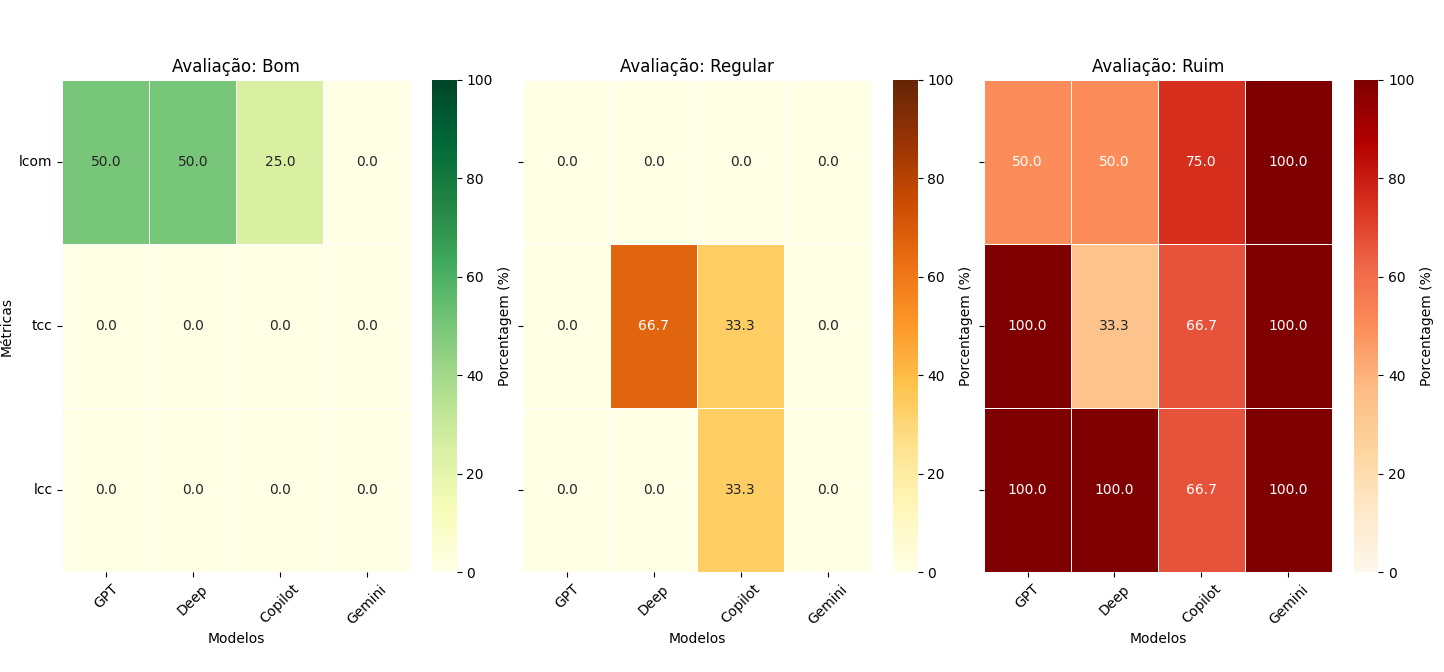 Avaliação: Bom
Métricas
lcom
tcc
lcc
50.0 50.0 25.0 0.0
0.0 0.0 0.0 0.0
0.0 0.0 0.0 0.0
GPT Deep Copilot Gemini
Modelos
100
80
60
40
20
0
Porcentagem (%)
Avaliação: Regular
0.0 0.0 0.0 0.0
0.0 66.7 33.3 0.0
0.0 0.0 33.3 0.0
GPT Deep Copilot Gemini
Modelos
100
80
60
40
20
0
Porcentagem (%)
Avaliação: Ruim
50.0 50.0 75.0 100.0
100.0 33.3 66.7 100.0
100.0 100.0 66.7 100.0
GPT Deep Copilot Gemini
Modelos
100
80
60
40
20
0
Porcentagem (%)